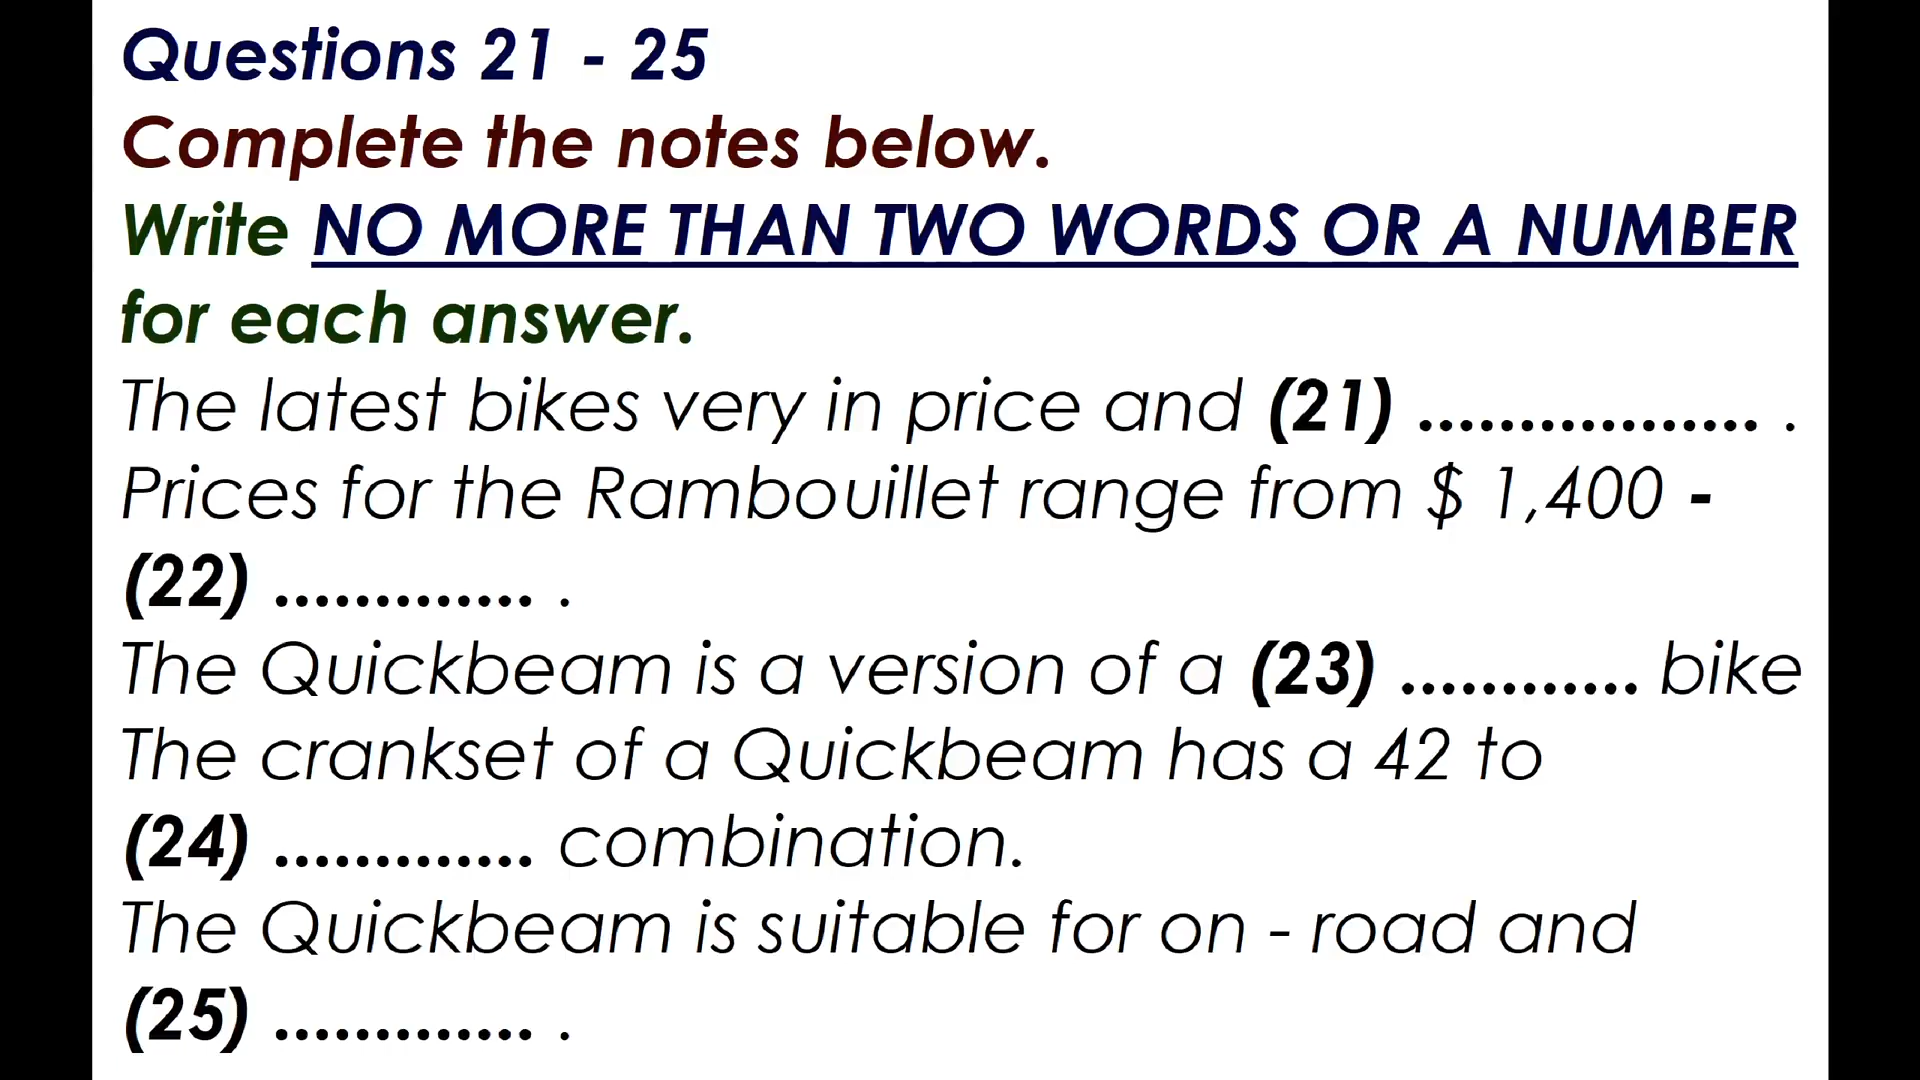 Questions 21 - 25
Complete the notes below.
Write NO MORE THAN TWO WORDS OR A NUMBER
for each answer.
The latest bikes very in price and (21) ................. .
Prices for the Rambouillet range from $ 1,400 -
(22) ............. .
The Quickbeam is a version of a (23) ............ bike
The crankset of a Quickbeam has a 42 to
(24) ............. combination.
The Quickbeam is suitable for on - road and
(25) ............. .